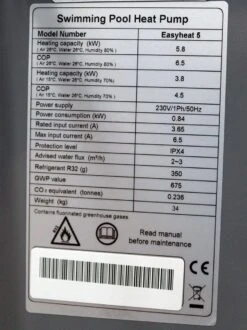 Swimming Pool Heat Pump
Model Number Easyheat 5
Heating capacity (kW) 5.6
( Air 26°C, Water 26°C, Humidity 80% )
COP 6.5
( Air 26°C, Water 26°C, Humidity 80% )
Heating capacity (kW) 3.8
( Air 15°C, Water 26°C, Humidity 70% )
COP 4.5
( Air 15°C, Water 26°C, Humidity 70% )
Power supply 230V/1Ph/50Hz
Power consumption (kW) 0.84
Rated input current (A) 3.65
Max input current (A) 6.5
Protection level IPX4
Advised water flux (m³/h) 2~3
Refrigerant R32 (g) 350
GWP value 675
CO₂ equivalent (tonnes) 0.236
Weight (kg) 34
Contains fluorinated greenhouse gases
Read manual
before maintenance
CE